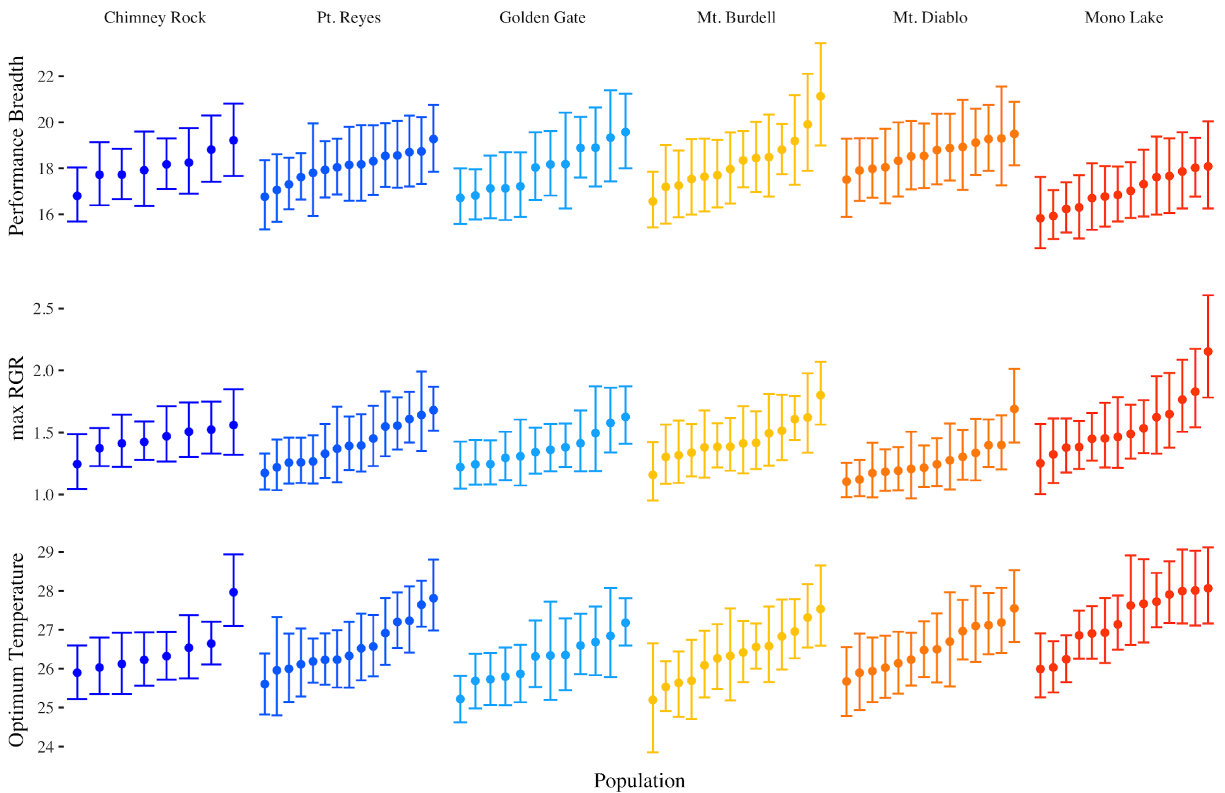 Chimney Rock Pt. Reyes Golden Gate Mt. Burdell Mt. Diablo Mono Lake
Performance Breadth
22
20
18
16
max RGR
2.5
2.0
1.5
1.0
Optimum Temperature
29
28
27
26
25
24
Population